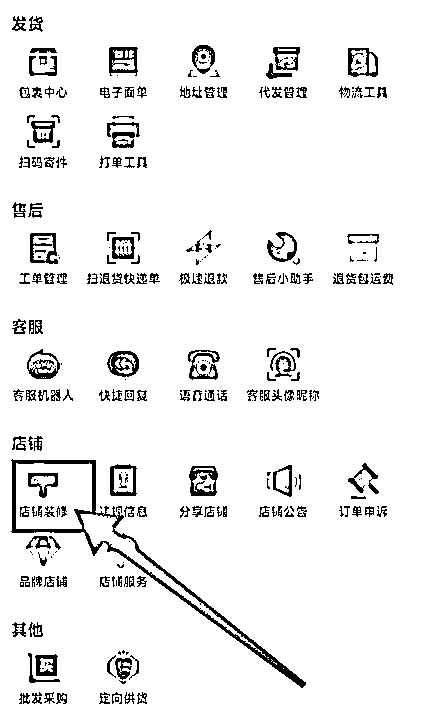 发货
包裹中心 电子面单 地址管理 代发管理 物流工具
扫码寄件 打单工具
售后
工单管理 扫退货快递单 极速退款 售后小助手 退货包运费
客服
客服机器人 快捷回复 语音通话 客服头像昵称
店铺
店铺装修 违规信息 分享店铺 店铺公告 订单申诉
品牌店铺 店铺服务
其他
批发采购 定向供货